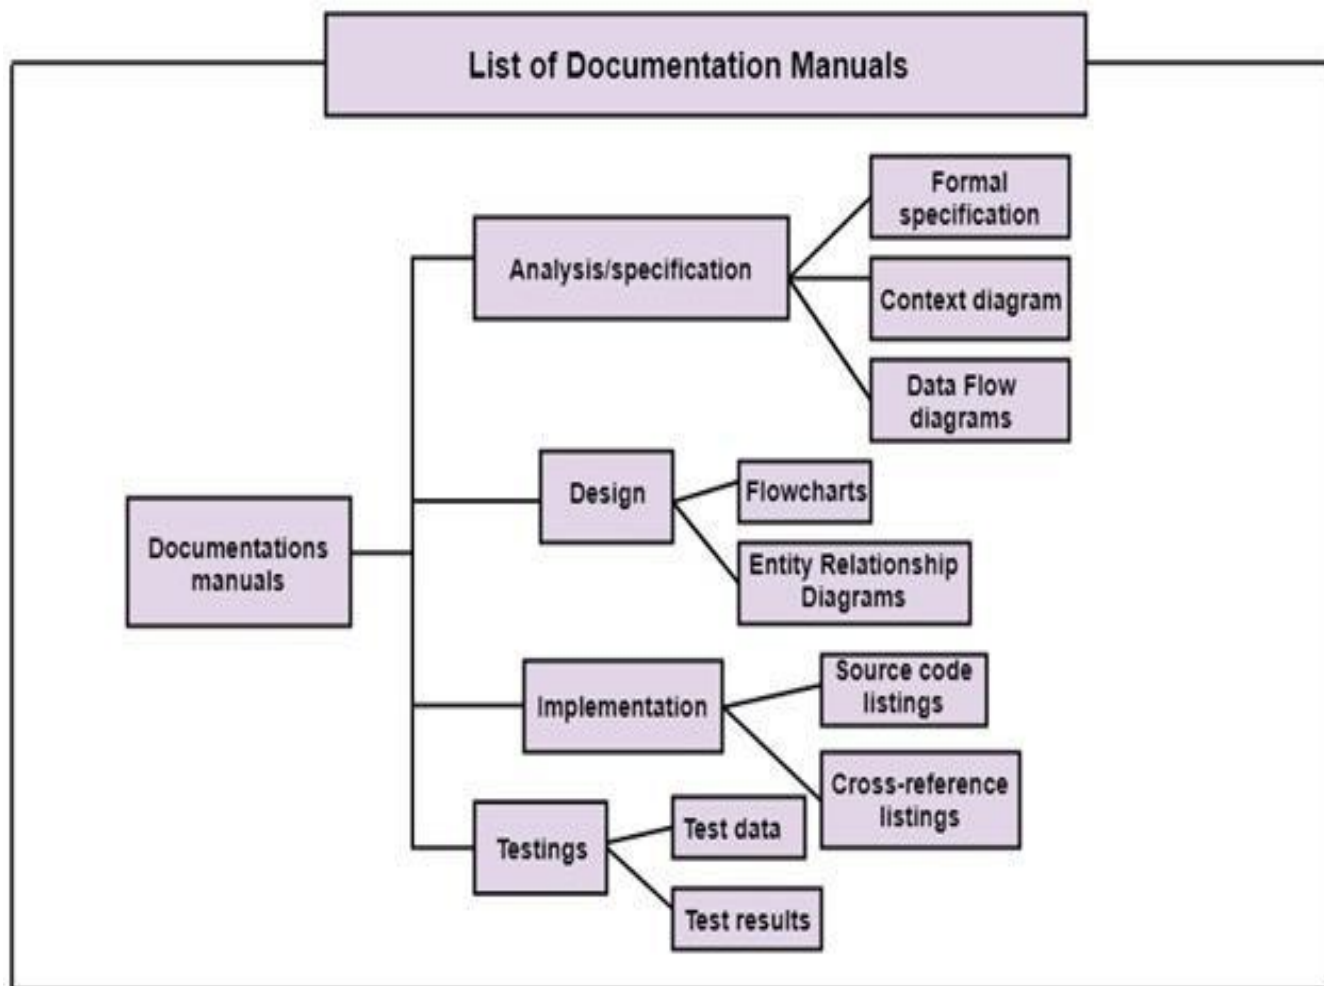 List of Documentation Manuals
Formal
specification
Analysis/specification
Context diagram
Data Flow
diagrams
Design
Flowcharts
Documentations
manuals
Entity Relationship
Diagrams
Implementation
Source code
listings
Cross-reference
listings
Testings
Test data
Test results